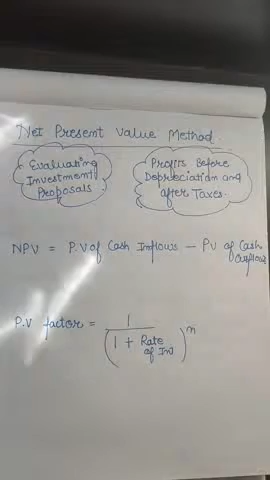 Net Present Value Method.
Evaluating
Investment
Proposals
Profits Before
Depreciation and
after Taxes.
NPV = P.V of Cash Inflows - PV of Cash
Outflows
P.V factor = 1
(1 + Rate
of Int)n